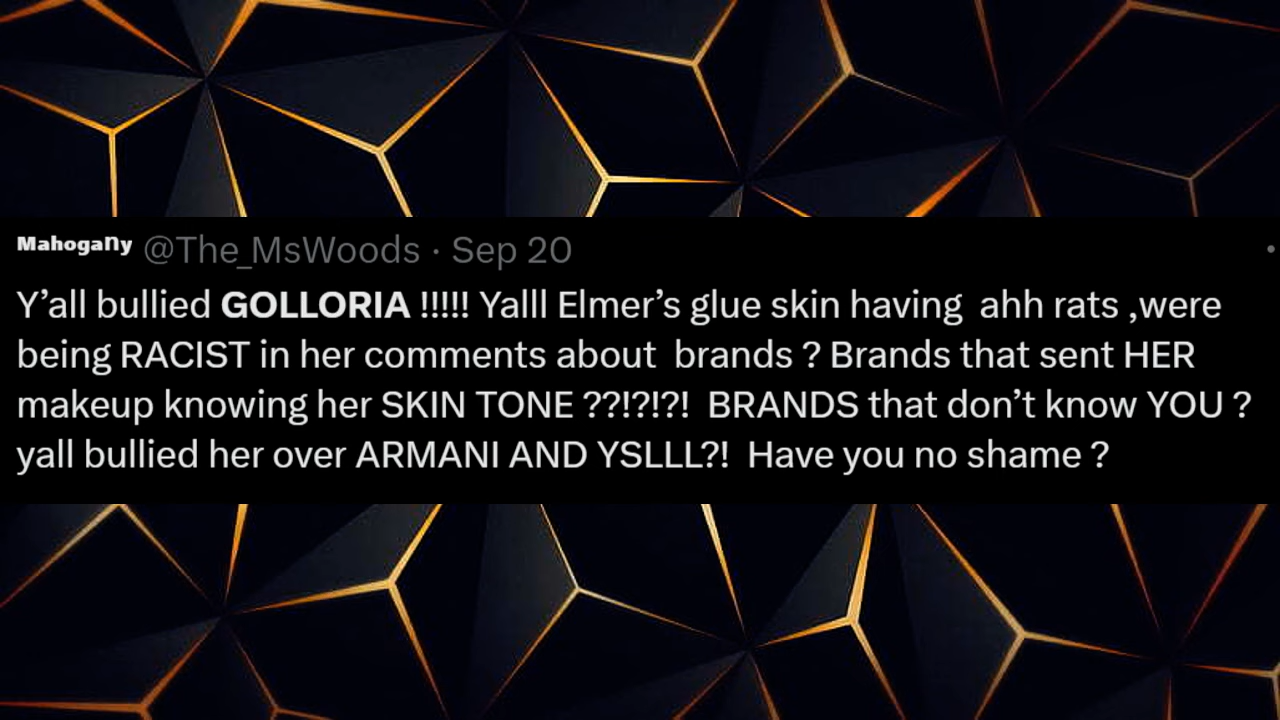 Mahogany @The_MsWoods · Sep 20
Y’all bullied GOLLORIA !!!!! Yalll Elmer’s glue skin having  ahh rats ,were
being RACIST in her comments about  brands ? Brands that sent HER
makeup knowing her SKIN TONE ??!?!?!  BRANDS that don’t know YOU ?
yall bullied her over ARMANI AND YSLLL?!  Have you no shame ?